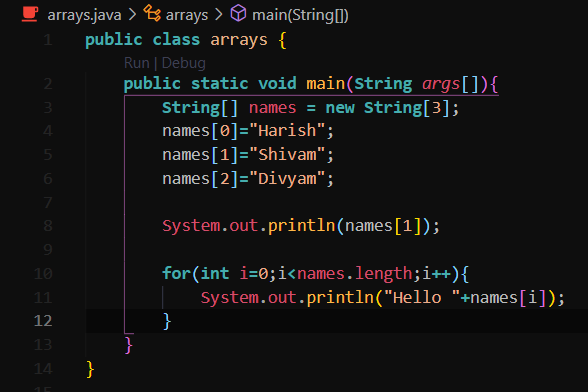 arrays.java > arrays > main(String[])
1 public class arrays {
Run | Debug
2 public static void main(String args[]){
3 String[] names = new String[3];
4 names[0]="Harish";
5 names[1]="Shivam";
6 names[2]="Divyam";
7
8 System.out.println(names[1]);
9
10 for(int i=0;i<names.length;i++){
11 System.out.println("Hello "+names[i]);
12 }
13 }
14 }
15